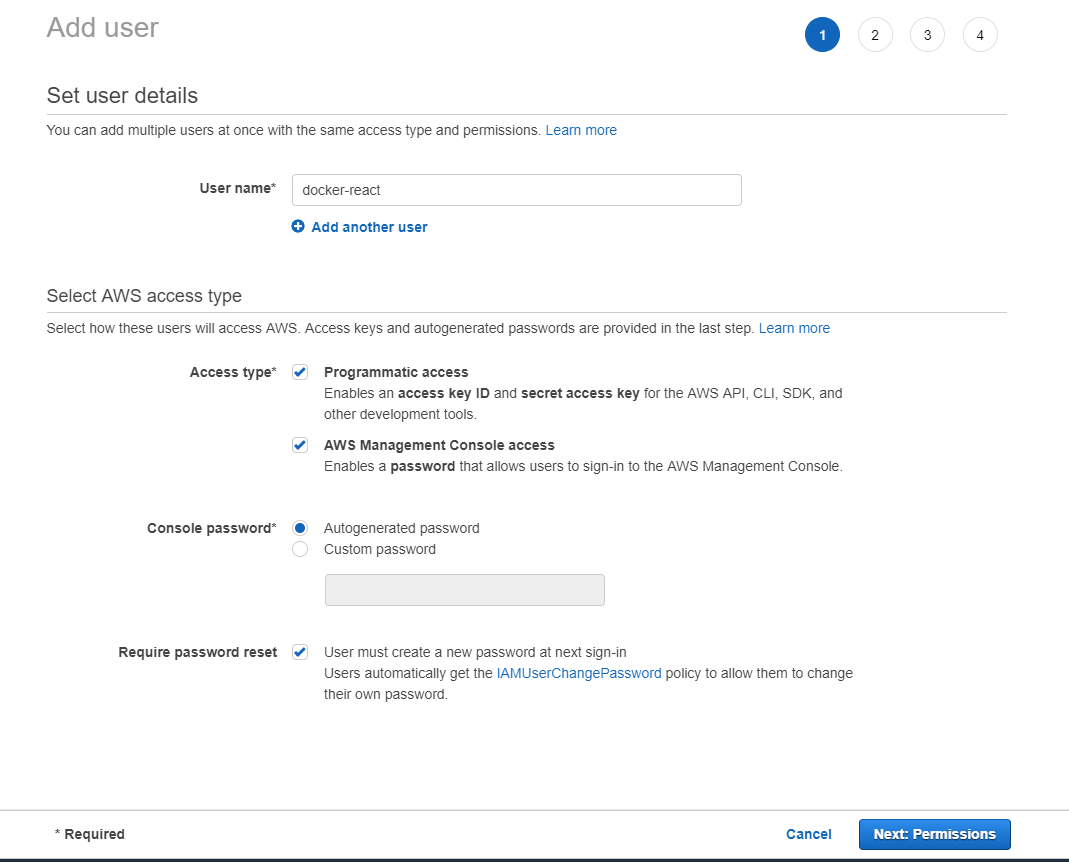 Add user
1 2 3 4
Set user details
You can add multiple users at once with the same access type and permissions. Learn more
User name* docker-react
Add another user
Select AWS access type
Select how these users will access AWS. Access keys and autogenerated passwords are provided in the last step. Learn more
Access type* Programmatic access
Enables an access key ID and secret access key for the AWS API, CLI, SDK, and
other development tools.
AWS Management Console access
Enables a password that allows users to sign-in to the AWS Management Console.
Console password* Autogenerated password
Custom password
Require password reset User must create a new password at next sign-in
Users automatically get the IAMUserChangePassword policy to allow them to change
their own password.
* Required Cancel Next: Permissions